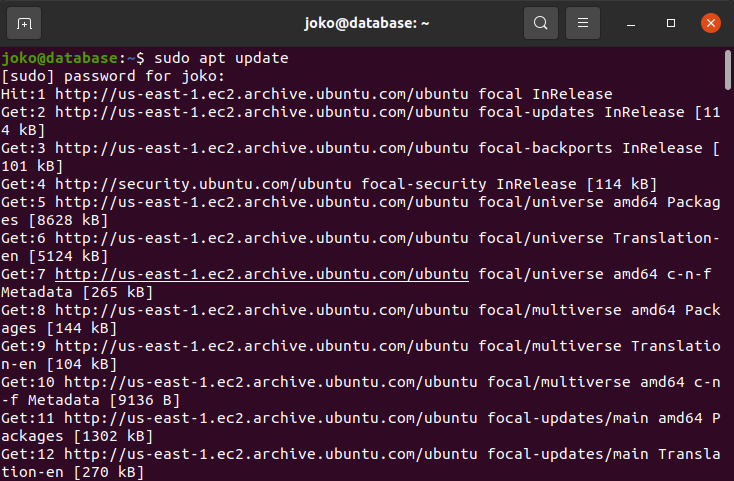 joko@database: ~
joko@database:~$ sudo apt update
[sudo] password for joko:
Hit:1 http://us-east-1.ec2.archive.ubuntu.com/ubuntu focal InRelease
Get:2 http://us-east-1.ec2.archive.ubuntu.com/ubuntu focal-updates InRelease [11
4 kB]
Get:3 http://us-east-1.ec2.archive.ubuntu.com/ubuntu focal-backports InRelease [
101 kB]
Get:4 http://security.ubuntu.com/ubuntu focal-security InRelease [114 kB]
Get:5 http://us-east-1.ec2.archive.ubuntu.com/ubuntu focal/universe amd64 Packag
es [8628 kB]
Get:6 http://us-east-1.ec2.archive.ubuntu.com/ubuntu focal/universe Translation-
en [5124 kB]
Get:7 http://us-east-1.ec2.archive.ubuntu.com/ubuntu focal/universe amd64 c-n-f
Metadata [265 kB]
Get:8 http://us-east-1.ec2.archive.ubuntu.com/ubuntu focal/multiverse amd64 Pack
ages [144 kB]
Get:9 http://us-east-1.ec2.archive.ubuntu.com/ubuntu focal/multiverse Translatio
n-en [104 kB]
Get:10 http://us-east-1.ec2.archive.ubuntu.com/ubuntu focal/multiverse amd64 c-n
-f Metadata [9136 B]
Get:11 http://us-east-1.ec2.archive.ubuntu.com/ubuntu focal-updates/main amd64 P
ackages [1302 kB]
Get:12 http://us-east-1.ec2.archive.ubuntu.com/ubuntu focal-updates/main Transla
tion-en [270 kB]